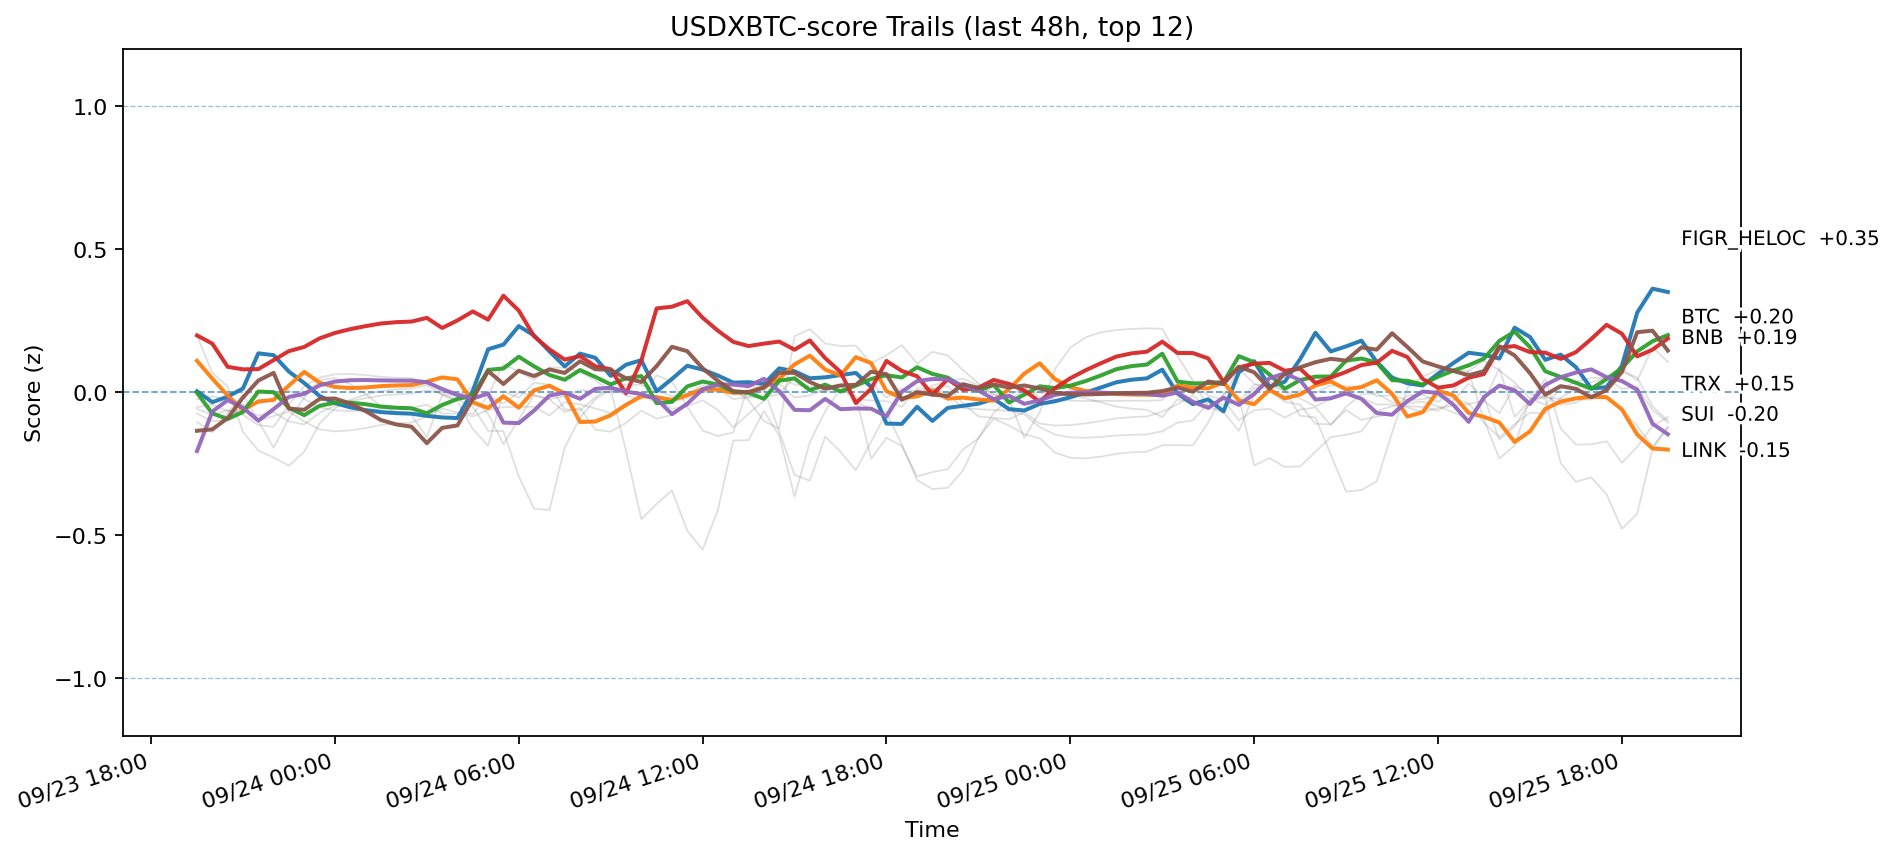 USDXBTC-score Trails (last 48h, top 12)
Score (z)
1.0
0.5
0.0
−0.5
−1.0
FIGR_HELOC +0.35
BTC +0.20
BNB +0.19
TRX +0.15
SUI -0.20
LINK -0.15
09/23 18:00
09/24 00:00
09/24 06:00
09/24 12:00
09/24 18:00
09/25 00:00
09/25 06:00
09/25 12:00
09/25 18:00
Time